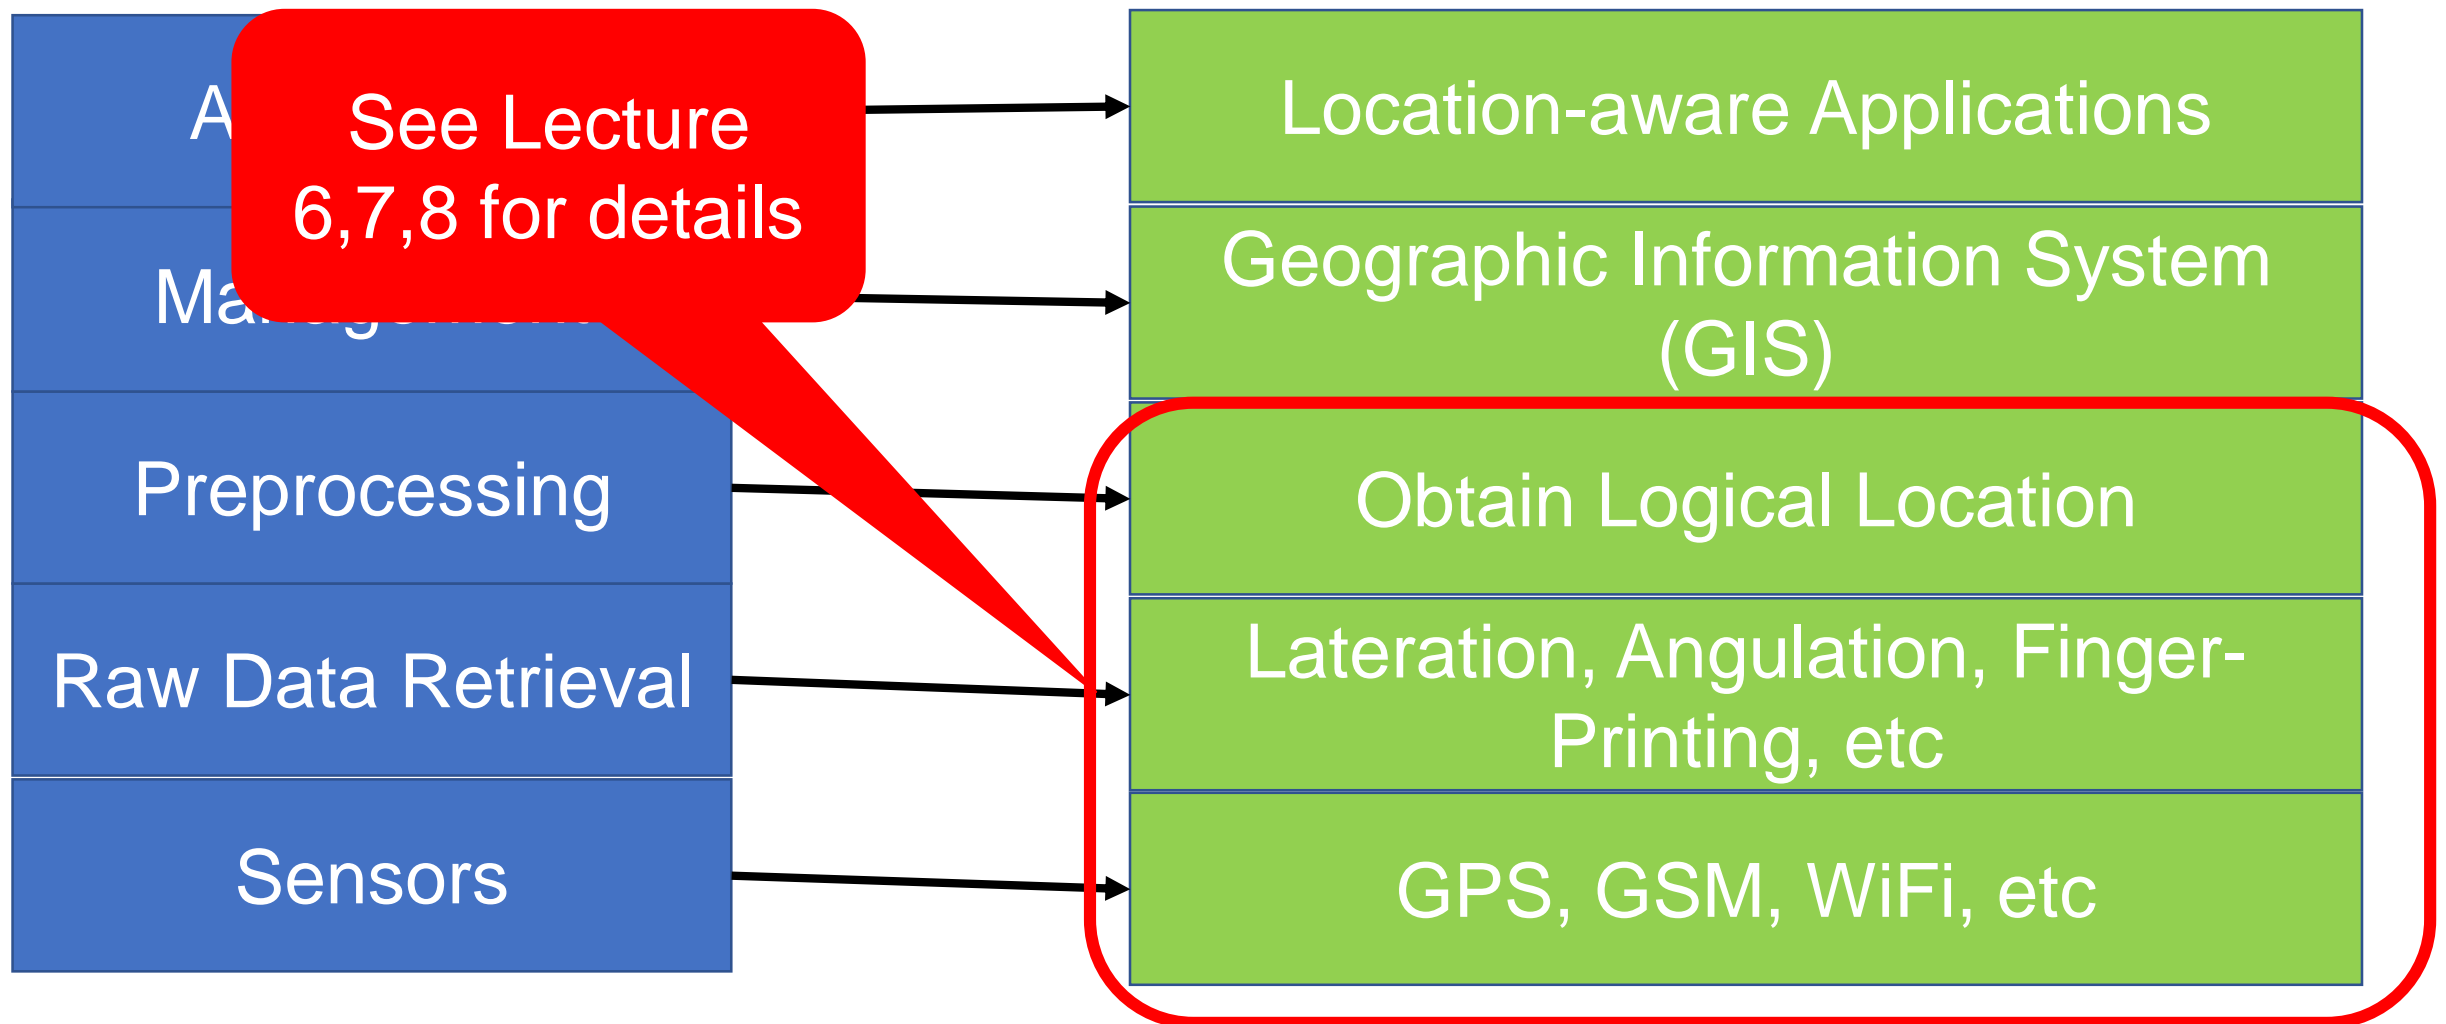 See Lecture
6,7,8 for details
Preprocessing
Raw Data Retrieval
Sensors
Location-aware Applications
Geographic Information System
(GIS)
Obtain Logical Location
Lateration, Angulation, Finger-
Printing, etc
GPS, GSM, WiFi, etc